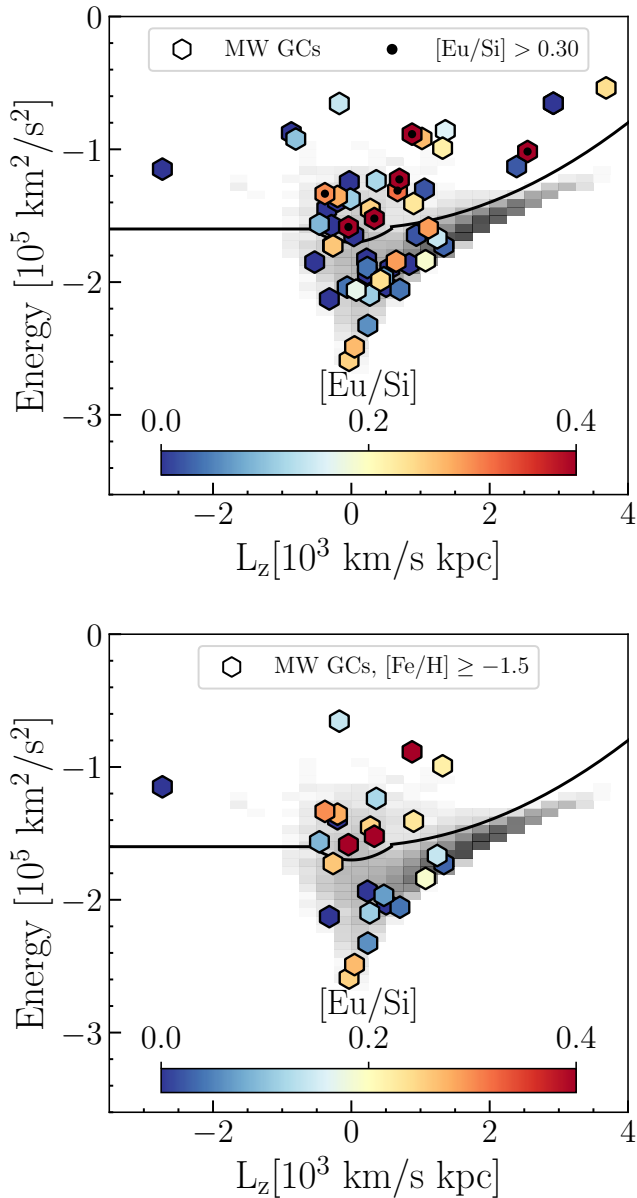 0
MW GCs
[Eu/Si] > 0.30
−1
−2
−3
Energy [10⁵ km²/s²]
[Eu/Si]
0.0 0.2 0.4
−2 0 2 4
L_z[10³ km/s kpc]
0
MW GCs, [Fe/H] ≥ −1.5
−1
−2
−3
Energy [10⁵ km²/s²]
[Eu/Si]
0.0 0.2 0.4
−2 0 2 4
L_z[10³ km/s kpc]